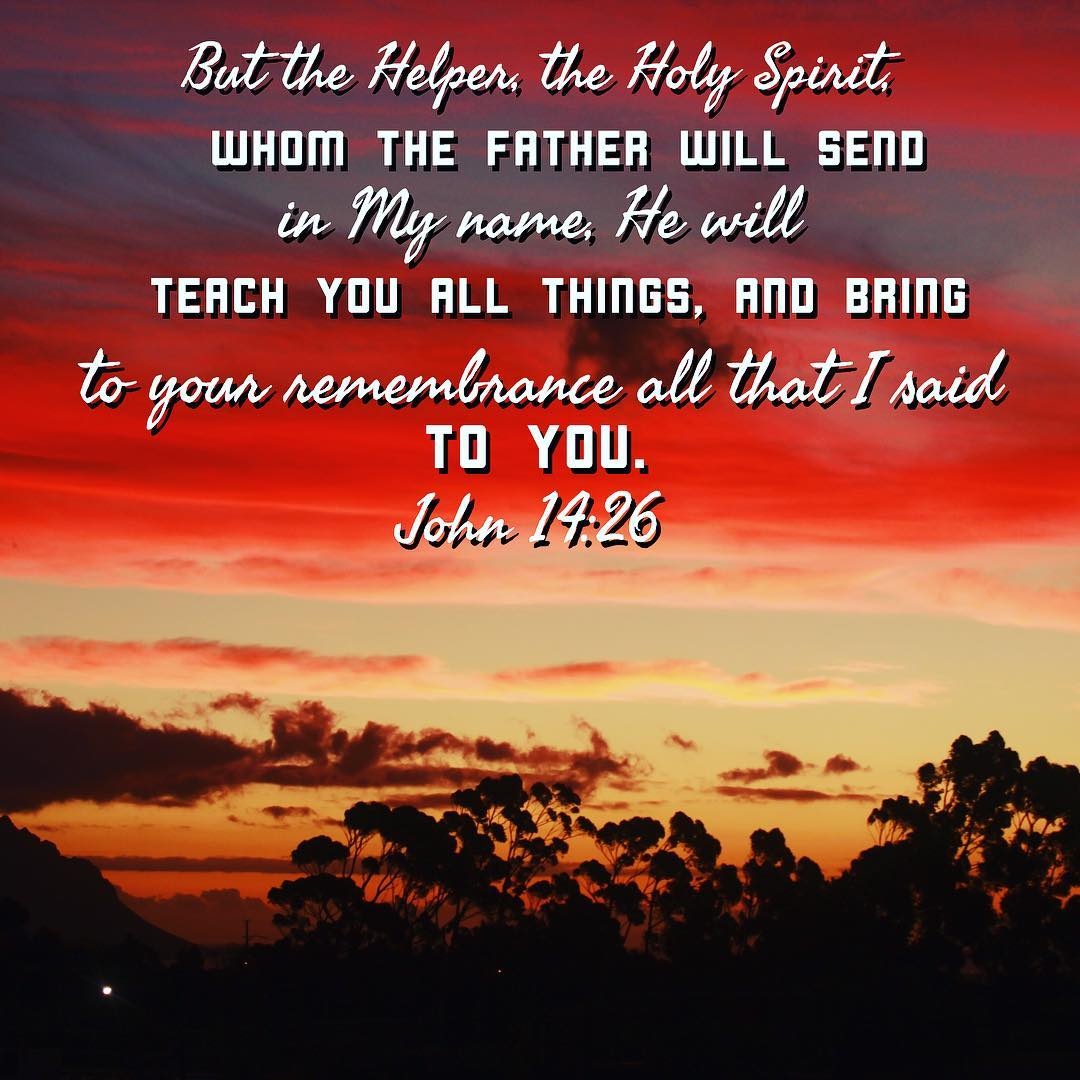 But the Helper, the Holy Spirit,
WHOM THE FATHER WILL SEND
in My name, He will
TEACH YOU ALL THINGS, AND BRING
to your remembrance all that I said
TO YOU.
John 14:26